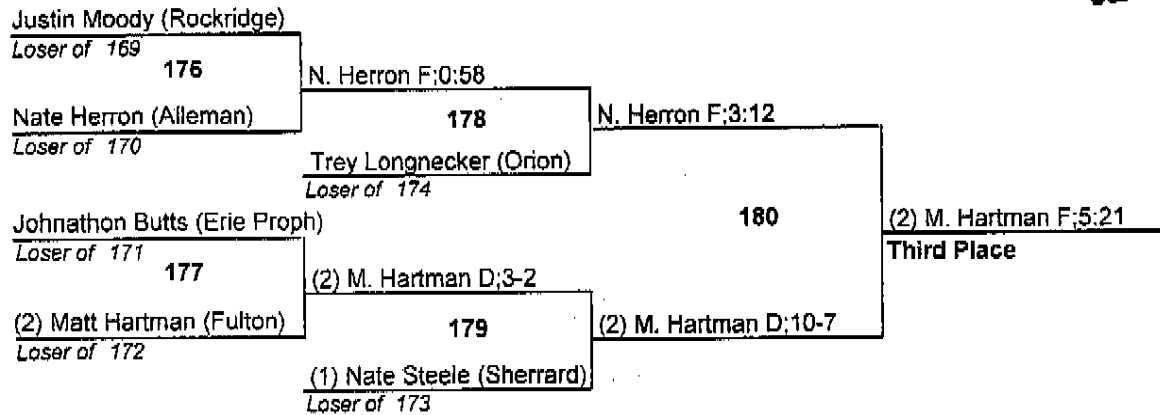 Justin Moody (Rockridge)
Loser of 169
176
N. Herron F;0:58
Nate Herron (Alleman)
Loser of 170
178
N. Herron F;3:12
Trey Longnecker (Orion)
Loser of 174
Johnathon Butts (Erie Proph)
Loser of 171
177
180
(2) M. Hartman F;5:21
Third Place
(2) M. Hartman D;3-2
(2) Matt Hartman (Fulton)
Loser of 172
179
(2) M. Hartman D;10-7
(1) Nate Steele (Sherrard)
Loser of 173